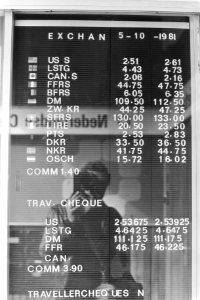 EXCHAN 5-10-1981
US $ 2·51 2·61
LSTG 4·43 4·73
CAN·S 2·06 2·16
FFRS 44·75 47·75
BFRS 6·05 6·35
DM 109·50 112·50
ZW. KR 44·25 47·25
SFRS 130·00 133·00
LIRE 20·50 23·50
PTS 2·53 2·83
DKR 33·50 36·50
NKR 41·75 44·75
OSCH 15·72 16·02
COMM 1·40
Nederlandse C
TRAV. CHEQUE
US 2·53675 2·53925
LSTG 4·6425 4·6475
DM 111·125 111·175
FFR 46·175 46·225
CAN
COMM 3·90
TRAVELLERCHEQUES N